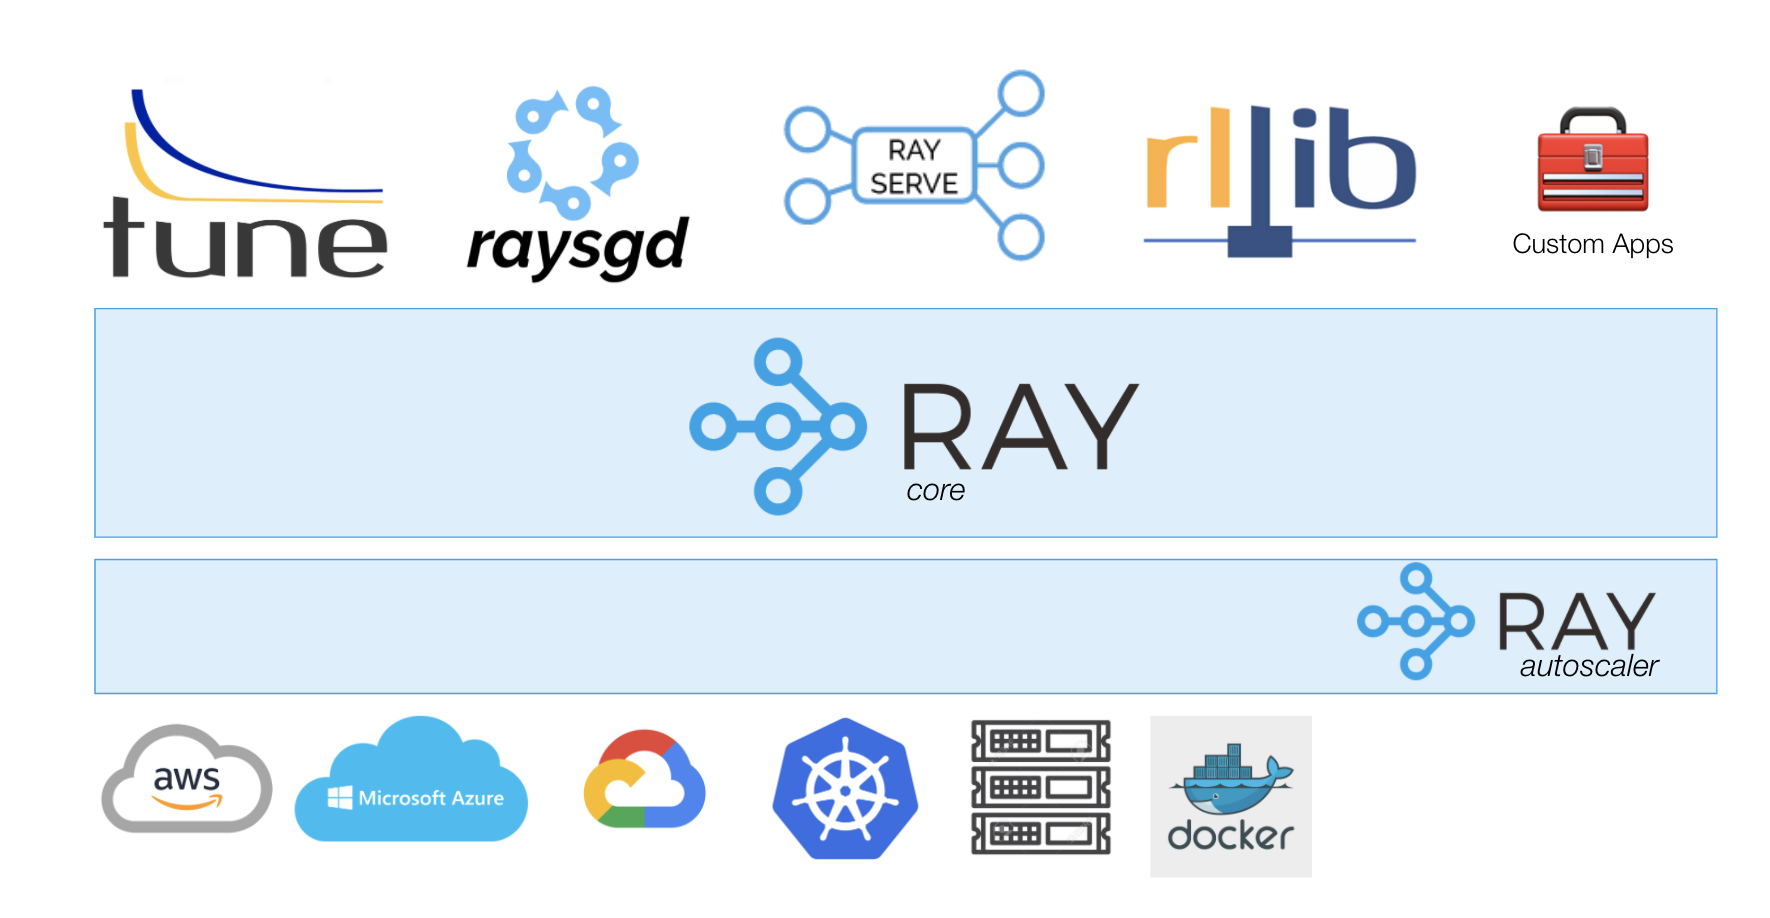 tune
raysgd
RAY
SERVE
rllib
Custom Apps
RAY
core
RAY
autoscaler
aws
Microsoft Azure
docker